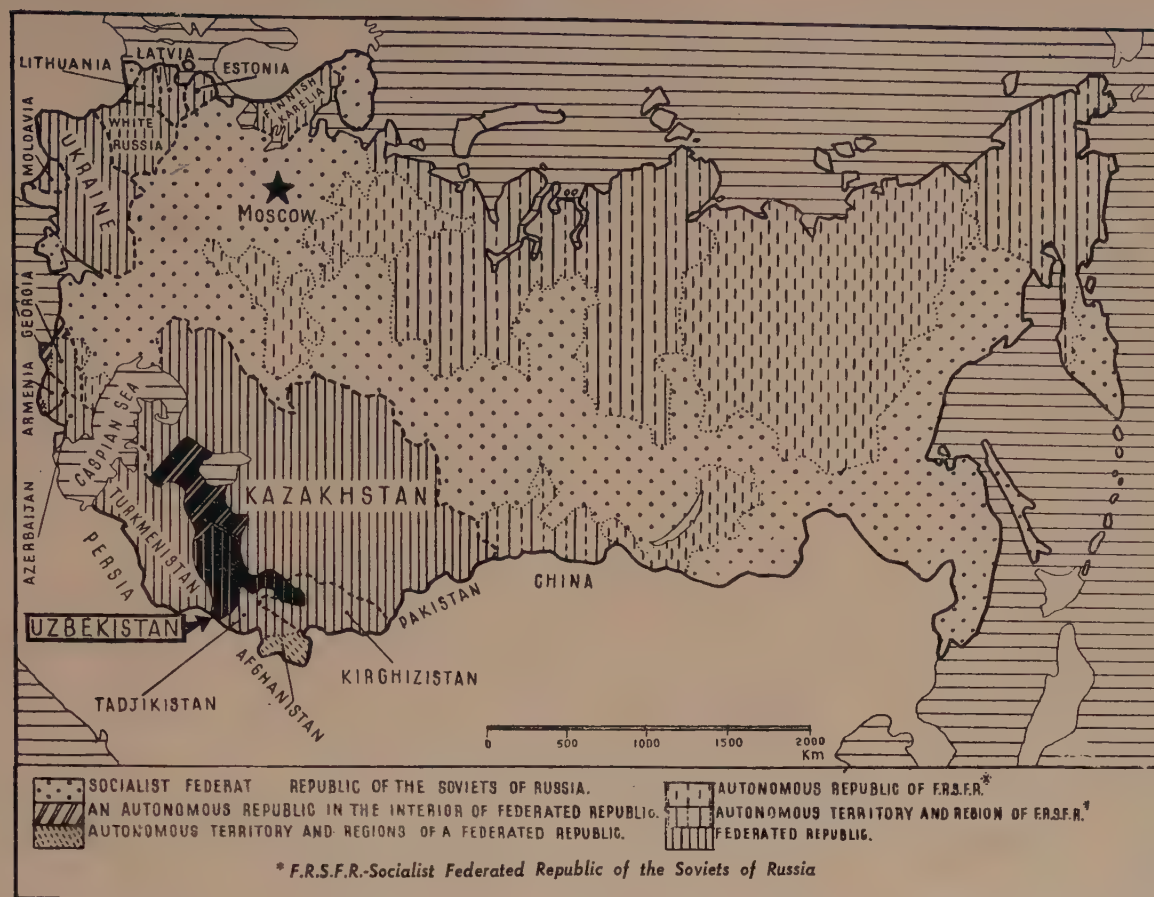 LITHUANIA
LATVIA
ESTONIA
FINNISH
KARELIA
MOLDAVIA
WHITE
RUSSIA
UKRAINE
MOSCOW
GEORGIA
ARMENIA
AZERBAIJAN
CASPIAN SEA
KAZAKHSTAN
TURKMENISTAN
PERSIA
UZBEKISTAN
TADJIKISTAN
AFGHANISTAN
KIRGHIZISTAN
PAKISTAN
CHINA
0 500 1000 1500 2000
Km
SOCIALIST FEDERAT REPUBLIC OF THE SOVIETS OF RUSSIA.
AN AUTONOMOUS REPUBLIC IN THE INTERIOR OF FEDERATED REPUBLIC.
AUTONOMOUS TERRITORY AND REGIONS OF A FEDERATED REPUBLIC.
AUTONOMOUS REPUBLIC OF F.R.S.F.R.*
AUTONOMOUS TERRITORY AND REGION OF F.R.S.F.R.*
FEDERATED REPUBLIC.
* F.R.S.F.R.-Socialist Federated Republic of the Soviets of Russia